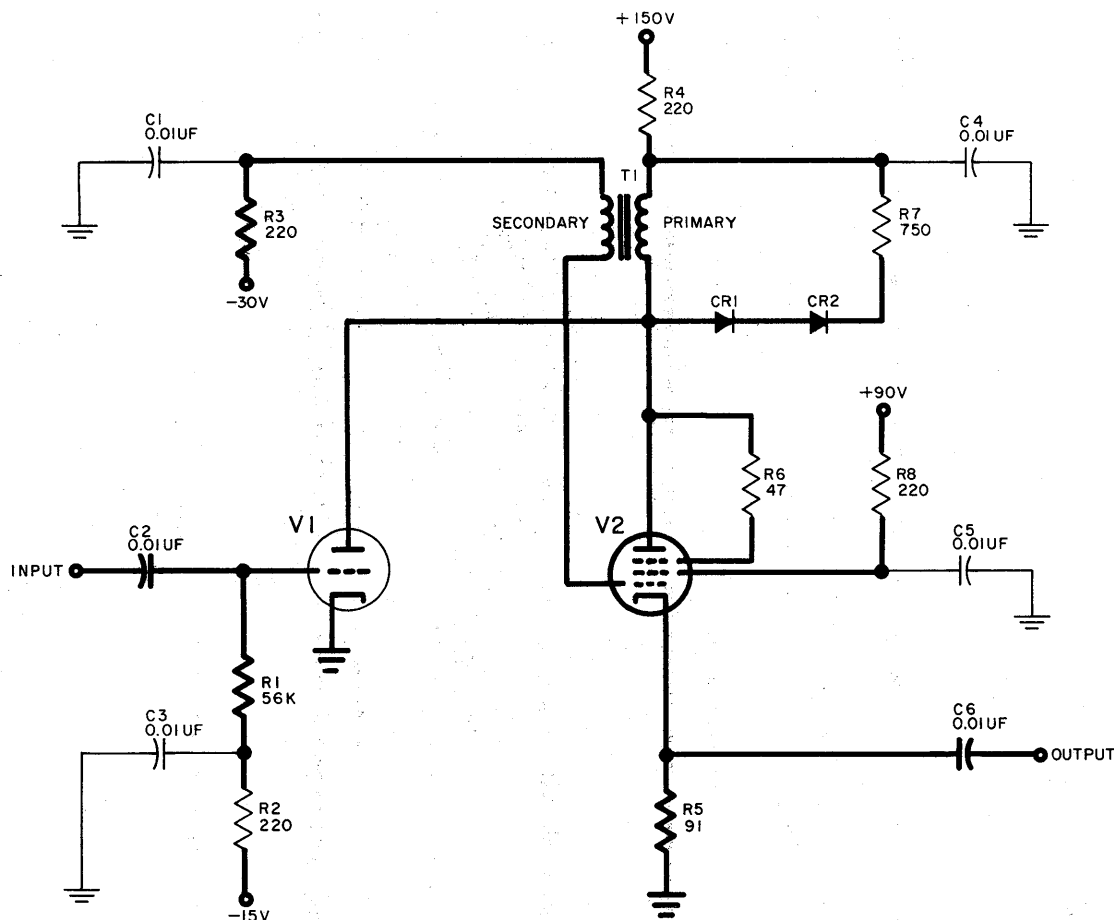 +150V
R4
220
C1
0.01UF
C4
0.01UF
T1
R3
220
SECONDARY
PRIMARY
R7
750
-30V
CR1
CR2
+90V
R6
47
R8
220
V1
V2
C2
0.01UF
C5
0.01UF
INPUT
R1
56K
C3
0.01UF
C6
0.01UF
OUTPUT
R2
220
R5
91
-15V